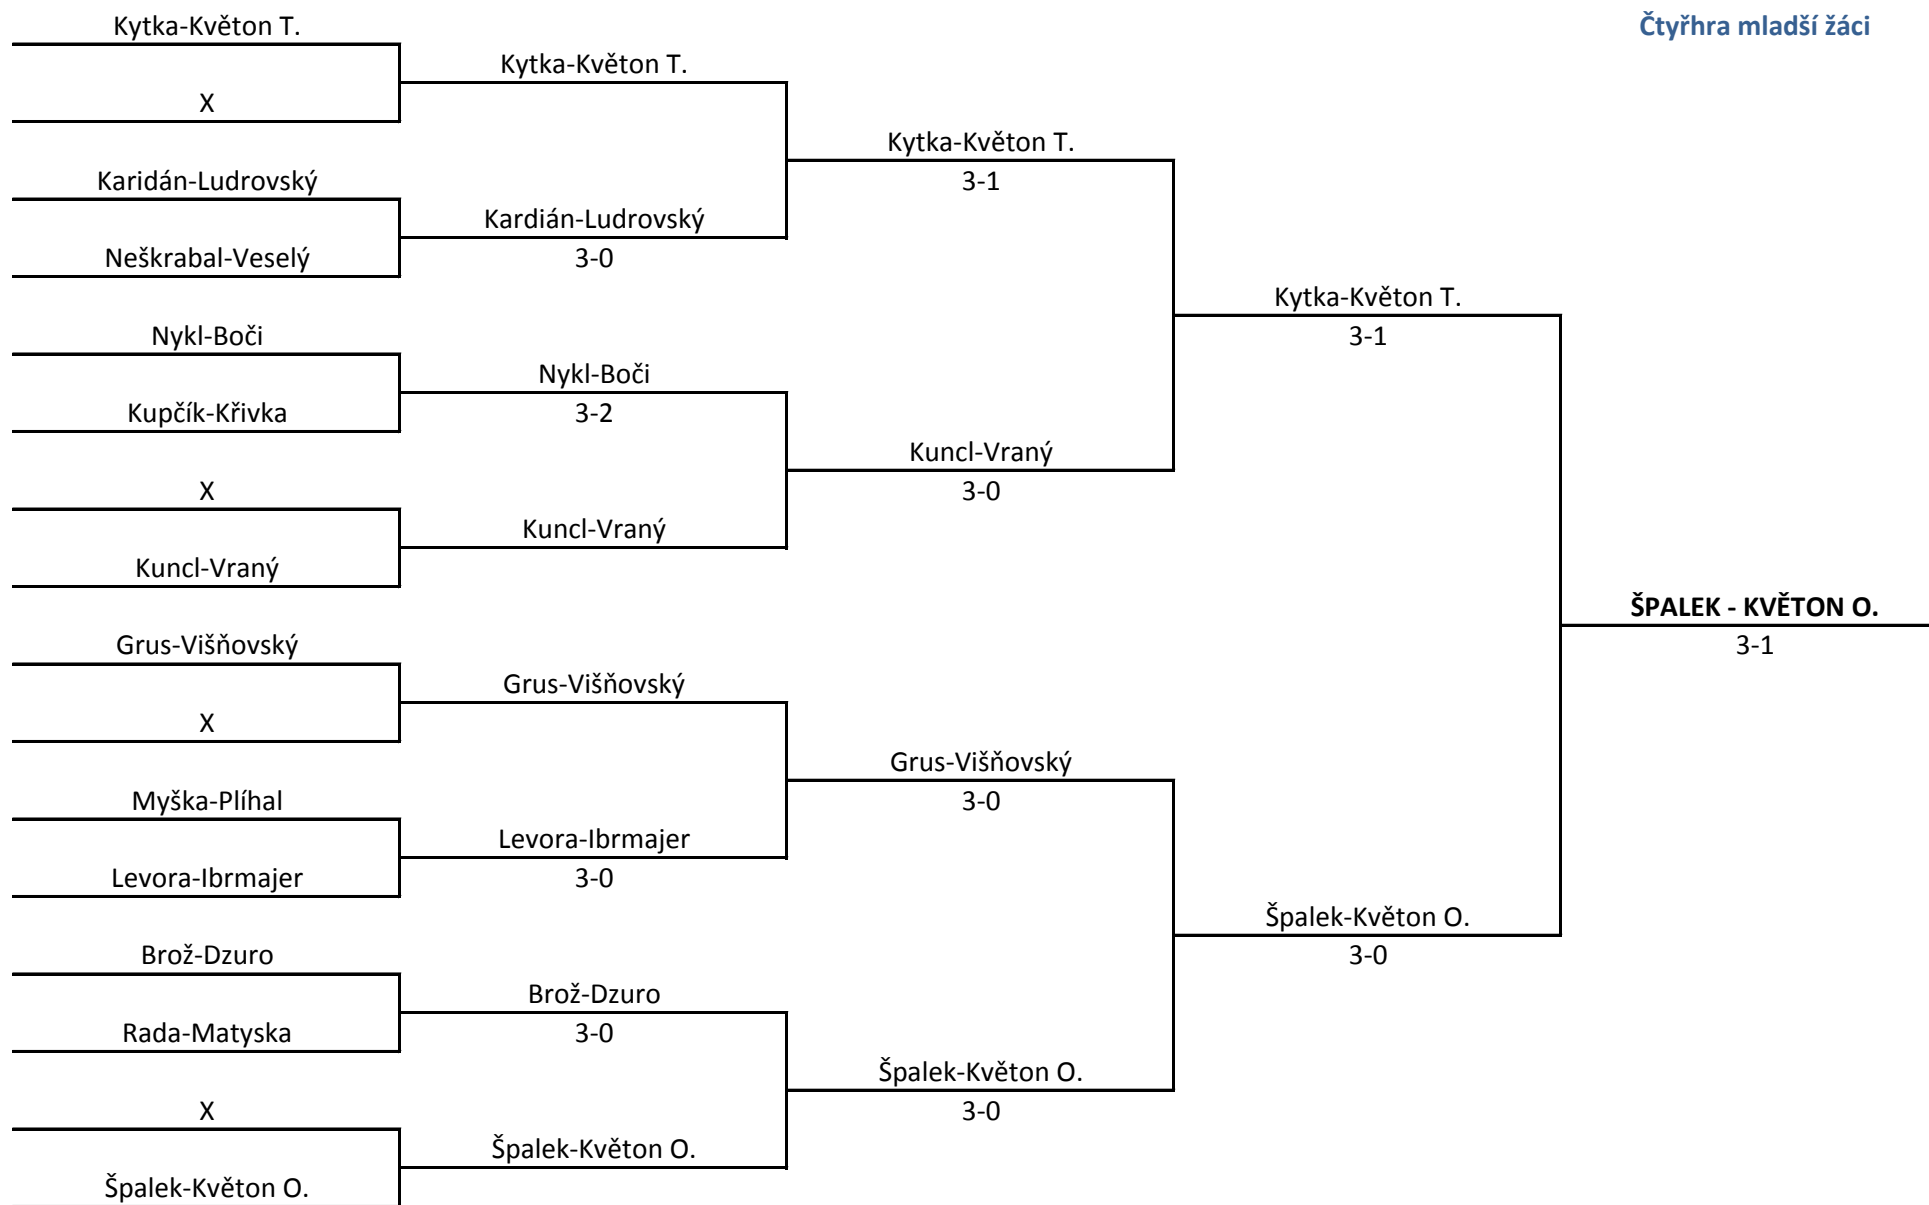 Kytka-Květon T.
Čtyřhra mladší žáci
Kytka-Květon T.
X
Kytka-Květon T.
Karidán-Ludrovský
3-1
Kardián-Ludrovský
Neškrabal-Veselý
3-0
Kytka-Květon T.
Nykl-Boči
3-1
Nykl-Boči
Kupčík-Křivka
3-2
Kuncl-Vraný
X
3-0
Kuncl-Vraný
Kuncl-Vraný
ŠPALEK - KVĚTON O.
Grus-Višňovský
3-1
Grus-Višňovský
X
Grus-Višňovský
Myška-Plíhal
3-0
Levora-Ibrmajer
Levora-Ibrmajer
3-0
Špalek-Květon O.
Brož-Dzuro
3-0
Brož-Dzuro
Rada-Matyska
3-0
Špalek-Květon O.
X
3-0
Špalek-Květon O.
Špalek-Květon O.